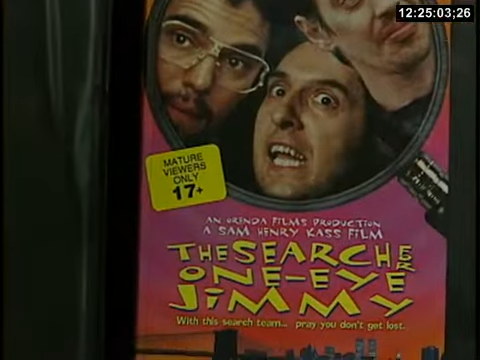 12:25:03;26
MATURE
VIEWERS
ONLY
17+
AN ORENDA FILMS PRODUCTION
A SAM HENRY KASS FILM
THE SEARCH FOR
ONE-EYE
JIMMY
With this search team... pray you don't get lost.